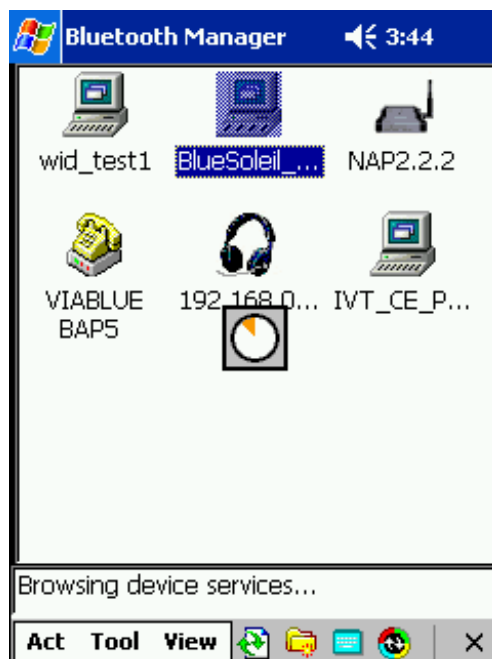 Bluetooth Manager 3:44
wid_test1 BlueSoleil_... NAP2.2.2
VIABLUE 192.168.0... IVT_CE_P...
BAP5
Browsing device services...
Act Tool View